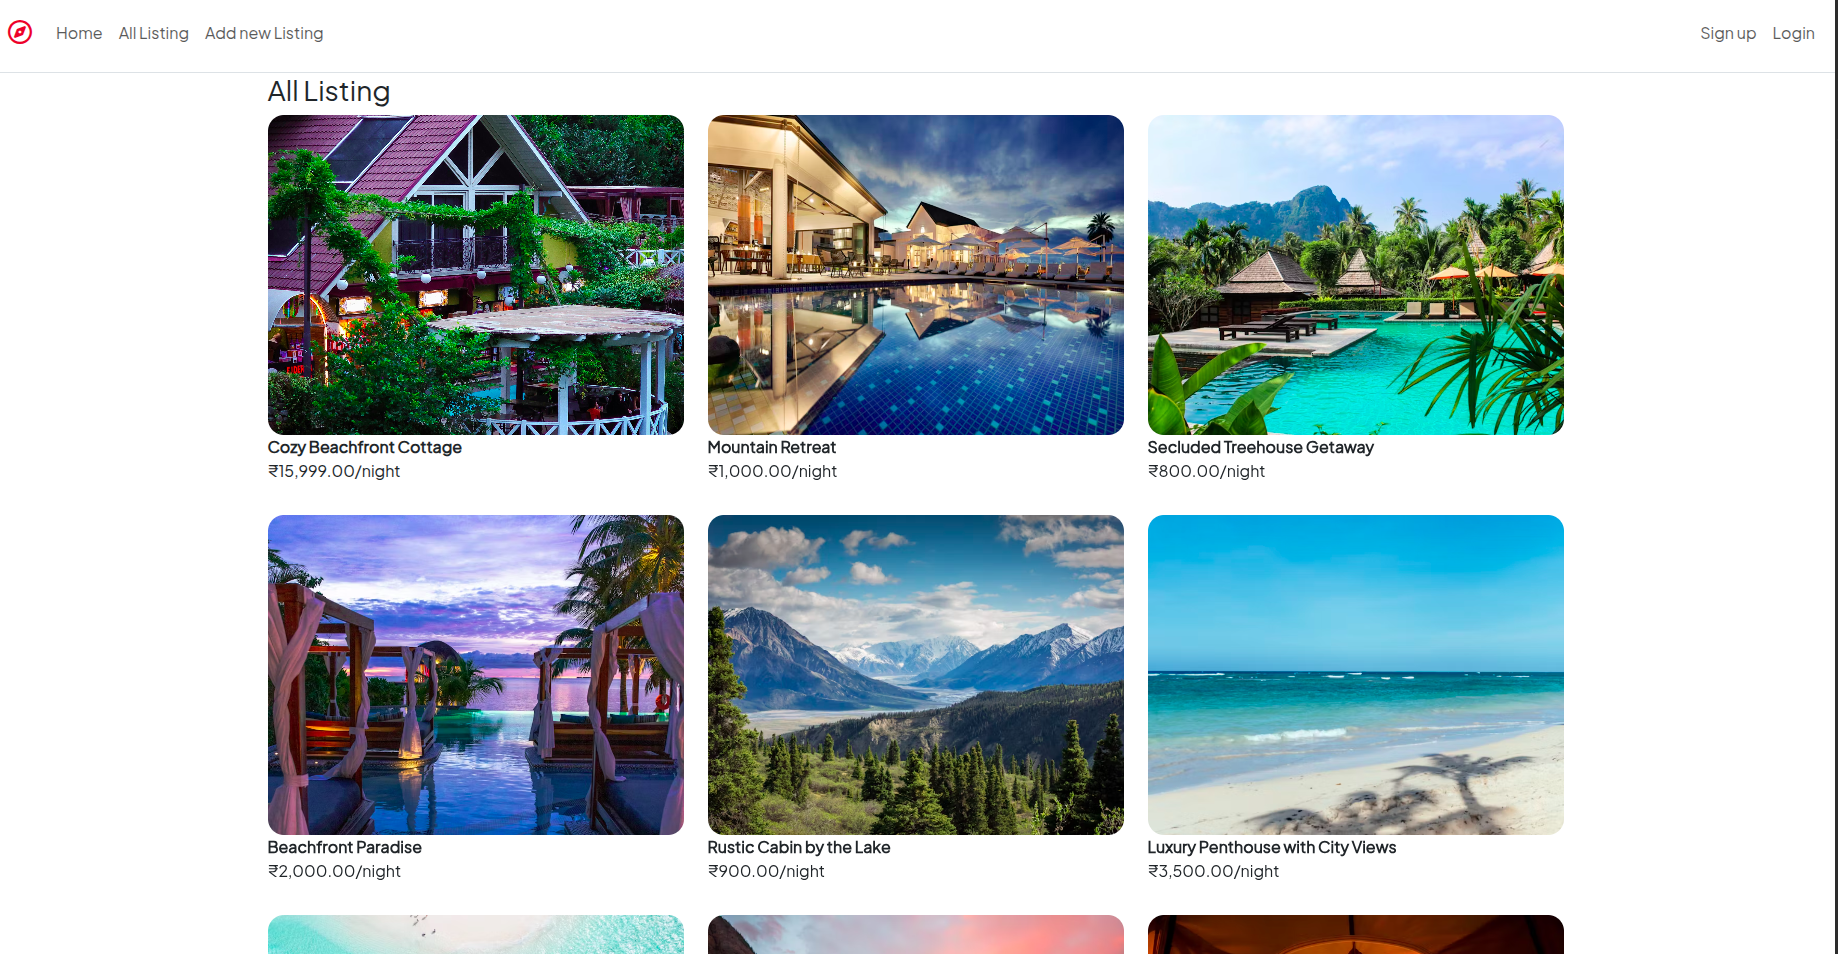 Home All Listing Add new Listing Sign up Login
All Listing
Cozy Beachfront Cottage
₹15,999.00/night
Mountain Retreat
₹1,000.00/night
Secluded Treehouse Getaway
₹800.00/night
Beachfront Paradise
₹2,000.00/night
Rustic Cabin by the Lake
₹900.00/night
Luxury Penthouse with City Views
₹3,500.00/night